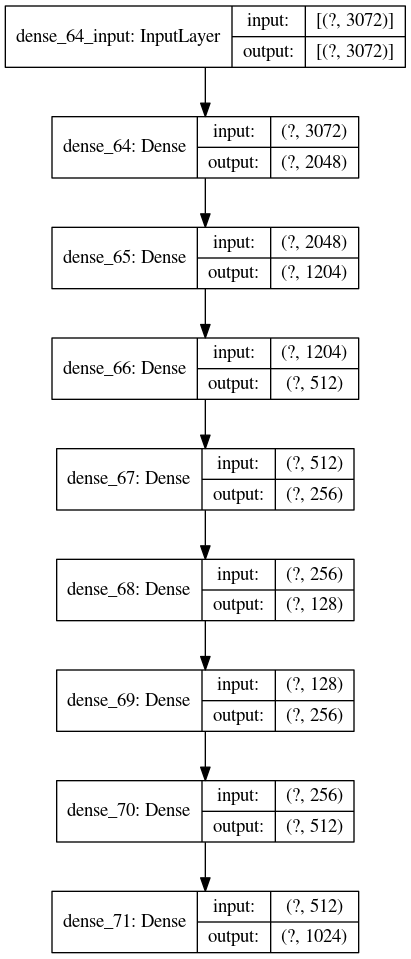 dense_64_input: InputLayer
input: [(?, 3072)]
output: [(?, 3072)]
dense_64: Dense
input: (?, 3072)
output: (?, 2048)
dense_65: Dense
input: (?, 2048)
output: (?, 1204)
dense_66: Dense
input: (?, 1204)
output: (?, 512)
dense_67: Dense
input: (?, 512)
output: (?, 256)
dense_68: Dense
input: (?, 256)
output: (?, 128)
dense_69: Dense
input: (?, 128)
output: (?, 256)
dense_70: Dense
input: (?, 256)
output: (?, 512)
dense_71: Dense
input: (?, 512)
output: (?, 1024)